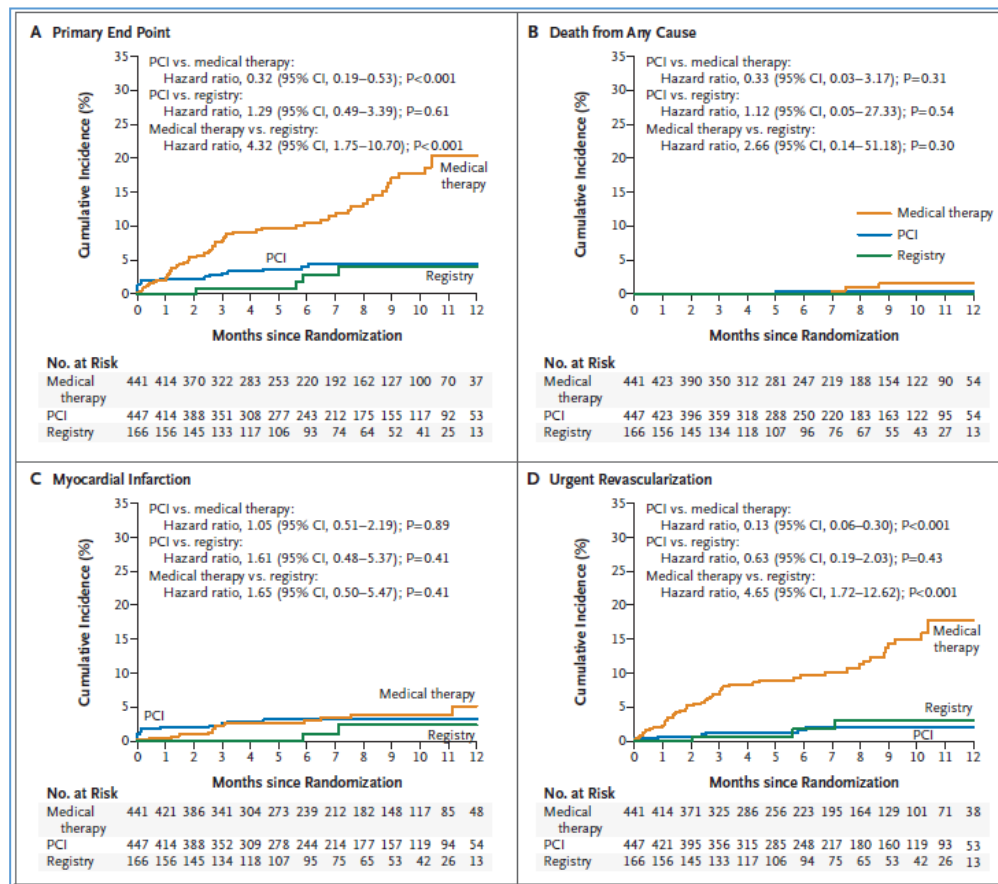 A Primary End Point
35
30
25
20
15
10
5
0
Cumulative Incidence (%)
PCI vs. medical therapy:
Hazard ratio, 0.32 (95% CI, 0.19–0.53); P<0.001
PCI vs. registry:
Hazard ratio, 1.29 (95% CI, 0.49–3.39); P=0.61
Medical therapy vs. registry:
Hazard ratio, 4.32 (95% CI, 1.75–10.70); P<0.001
Medical
therapy
PCI
Registry
0 1 2 3 4 5 6 7 8 9 10 11 12
Months since Randomization
No. at Risk
Medical 441 414 370 322 283 253 220 192 162 127 100 70 37
therapy
PCI 447 414 388 351 308 277 243 212 175 155 117 92 53
Registry 166 156 145 133 117 106 93 74 64 52 41 25 13
B Death from Any Cause
35
30
25
20
15
10
5
0
Cumulative Incidence (%)
PCI vs. medical therapy:
Hazard ratio, 0.33 (95% CI, 0.03–3.17); P=0.31
PCI vs. registry:
Hazard ratio, 1.12 (95% CI, 0.05–27.33); P=0.54
Medical therapy vs. registry:
Hazard ratio, 2.66 (95% CI, 0.14–51.18); P=0.30
Medical therapy
PCI
Registry
0 1 2 3 4 5 6 7 8 9 10 11 12
Months since Randomization
No. at Risk
Medical 441 423 390 350 312 281 247 219 188 154 122 90 54
therapy
PCI 447 423 396 359 318 288 250 220 183 163 122 95 54
Registry 166 156 145 134 118 107 96 76 67 55 43 27 13
C Myocardial Infarction
35
30
25
20
15
10
5
0
Cumulative Incidence (%)
PCI vs. medical therapy:
Hazard ratio, 1.05 (95% CI, 0.51–2.19); P=0.89
PCI vs. registry:
Hazard ratio, 1.61 (95% CI, 0.48–5.37); P=0.41
Medical therapy vs. registry:
Hazard ratio, 1.65 (95% CI, 0.50–5.47); P=0.41
Medical therapy
PCI
Registry
0 1 2 3 4 5 6 7 8 9 10 11 12
Months since Randomization
No. at Risk
Medical 441 421 386 341 304 273 239 212 182 148 117 85 48
therapy
PCI 447 414 388 352 309 278 244 214 177 157 119 94 54
Registry 166 156 145 134 118 107 95 75 65 53 42 26 13
D Urgent Revascularization
35
30
25
20
15
10
5
0
Cumulative Incidence (%)
PCI vs. medical therapy:
Hazard ratio, 0.13 (95% CI, 0.06–0.30); P<0.001
PCI vs. registry:
Hazard ratio, 0.63 (95% CI, 0.19–2.03); P=0.43
Medical therapy vs. registry:
Hazard ratio, 4.65 (95% CI, 1.72–12.62); P<0.001
Medical
therapy
Registry
PCI
0 1 2 3 4 5 6 7 8 9 10 11 12
Months since Randomization
No. at Risk
Medical 441 414 371 325 286 256 223 195 164 129 101 71 38
therapy
PCI 447 421 395 356 315 285 248 217 180 160 119 93 53
Registry 166 156 145 133 117 106 94 75 65 53 42 26 13